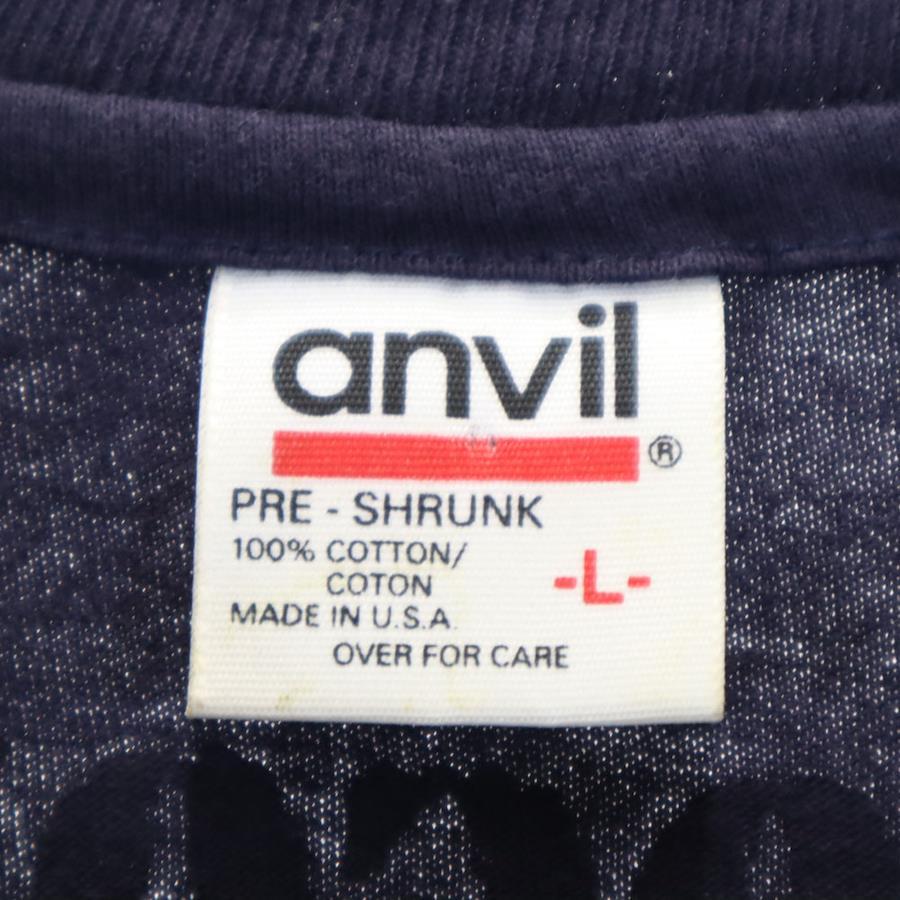 anvil
®
PRE - SHRUNK
100% COTTON/
COTON
-L-
MADE IN U.S.A.
OVER FOR CARE